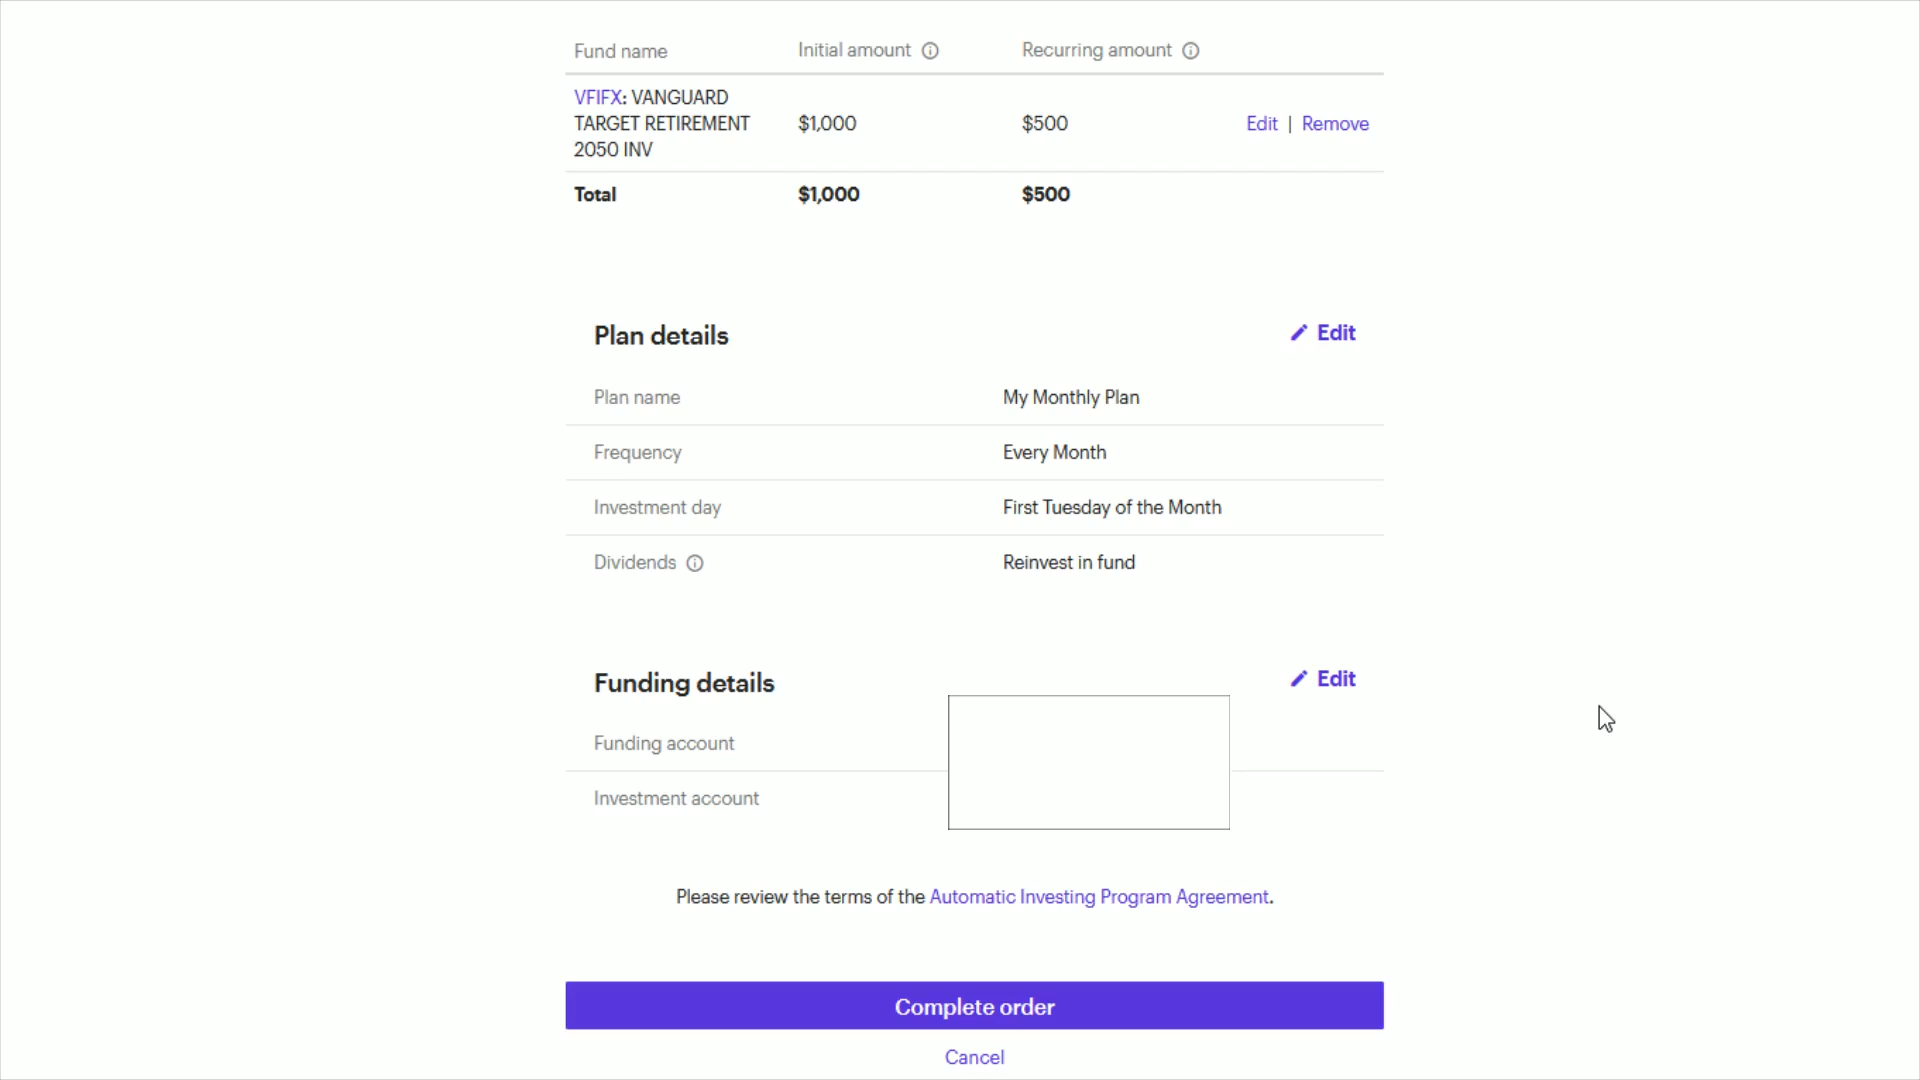 Fund name Initial amount Recurring amount
VFIFX: VANGUARD
TARGET RETIREMENT $1,000 $500 Edit | Remove
2050 INV
Total $1,000 $500
Plan details Edit
Plan name My Monthly Plan
Frequency Every Month
Investment day First Tuesday of the Month
Dividends Reinvest in fund
Funding details Edit
Funding account
Investment account
Please review the terms of the Automatic Investing Program Agreement.
Complete order
Cancel